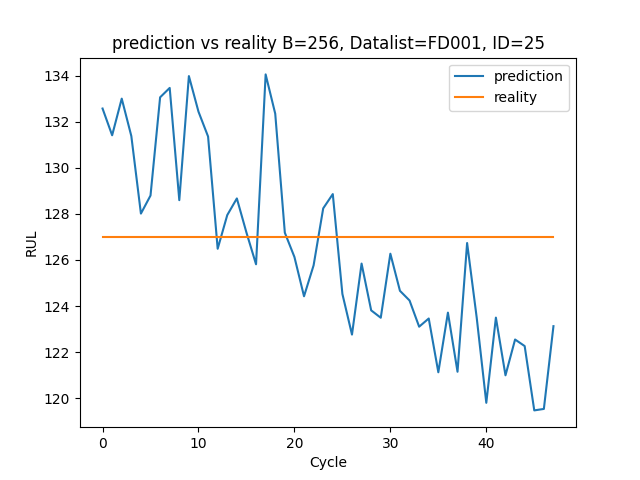 prediction vs reality B=256, Datalist=FD001, ID=25
prediction
reality
134
132
130
128
126
124
122
120
RUL
0
10
20
30
40
Cycle